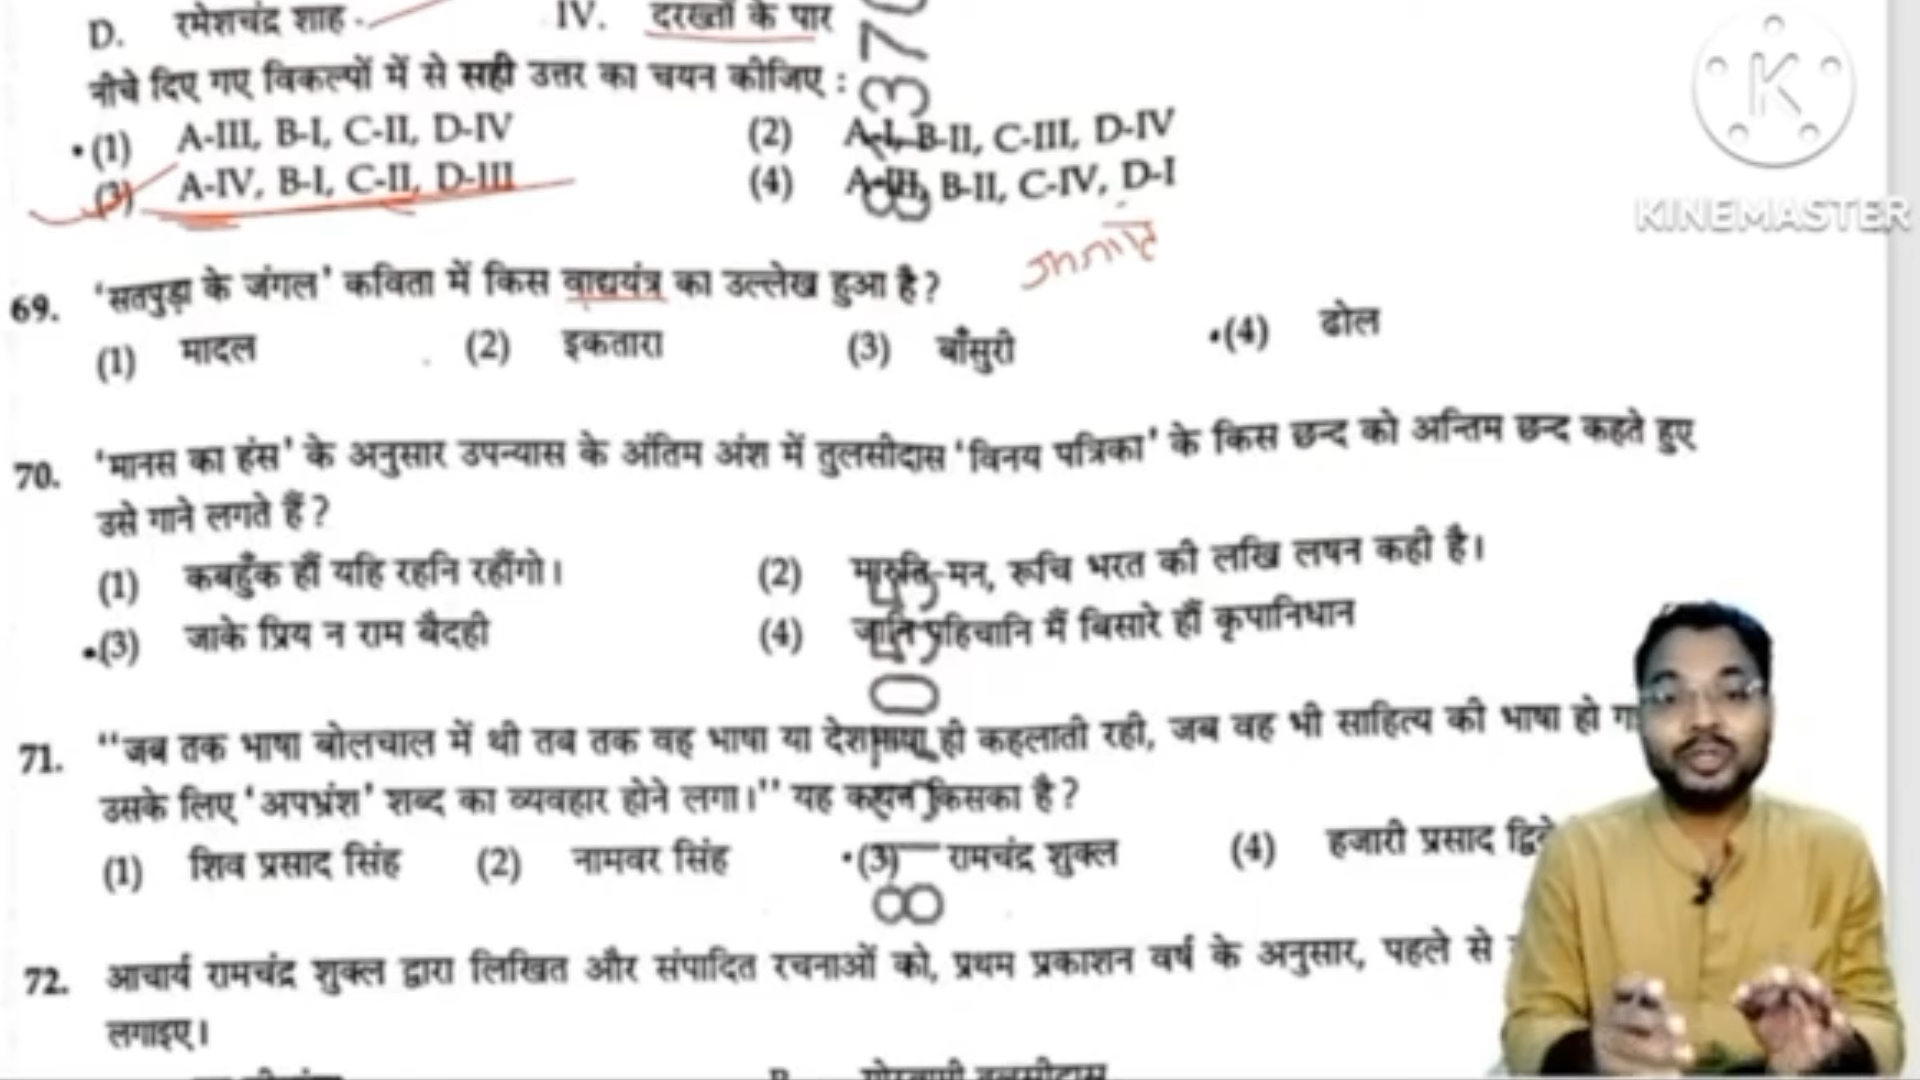 D. रमेशचंद्र शाह IV. दरख्तों के पार
नीचे दिए गए विकल्पों में से सही उत्तर का चयन कीजिए :
(1) A-III, B-I, C-II, D-IV (2) A-I, B-II, C-III, D-IV
(3) A-IV, B-I, C-II, D-III (4) A-III, B-II, C-IV, D-I
KINEMASTER
69. 'सतपुड़ा के जंगल' कविता में किस वाद्ययंत्र का उल्लेख हुआ है?
(1) मादल (2) इकतारा (3) बाँसुरी (4) ढोल
70. 'मानस का हंस' के अनुसार उपन्यास के अंतिम अंश में तुलसीदास 'विनय पत्रिका' के किस छन्द को अन्तिम छन्द कहते हुए
उसे गाने लगते हैं?
(1) कबहुँक हौं यहि रहनि रहौंगो। (2) मारुति-मन, रूचि भरत की लखि लषन कही है।
(3) जाके प्रिय न राम बैदही (4) जानि पहिचानि मैं बिसारे हौं कृपानिधान
71. "जब तक भाषा बोलचाल में थी तब तक वह भाषा या देशभाषा ही कहलाती रही, जब वह भी साहित्य की भाषा हो
उसके लिए 'अपभ्रंश' शब्द का व्यवहार होने लगा।" यह कथन किसका है?
(1) शिव प्रसाद सिंह (2) नामवर सिंह (3) रामचंद्र शुक्ल (4) हजारी प्रसाद
72. आचार्य रामचंद्र शुक्ल द्वारा लिखित और संपादित रचनाओं को, प्रथम प्रकाशन वर्ष के अनुसार, पहले से
लगाइए।
B. गोस्वामी तुलसीदास